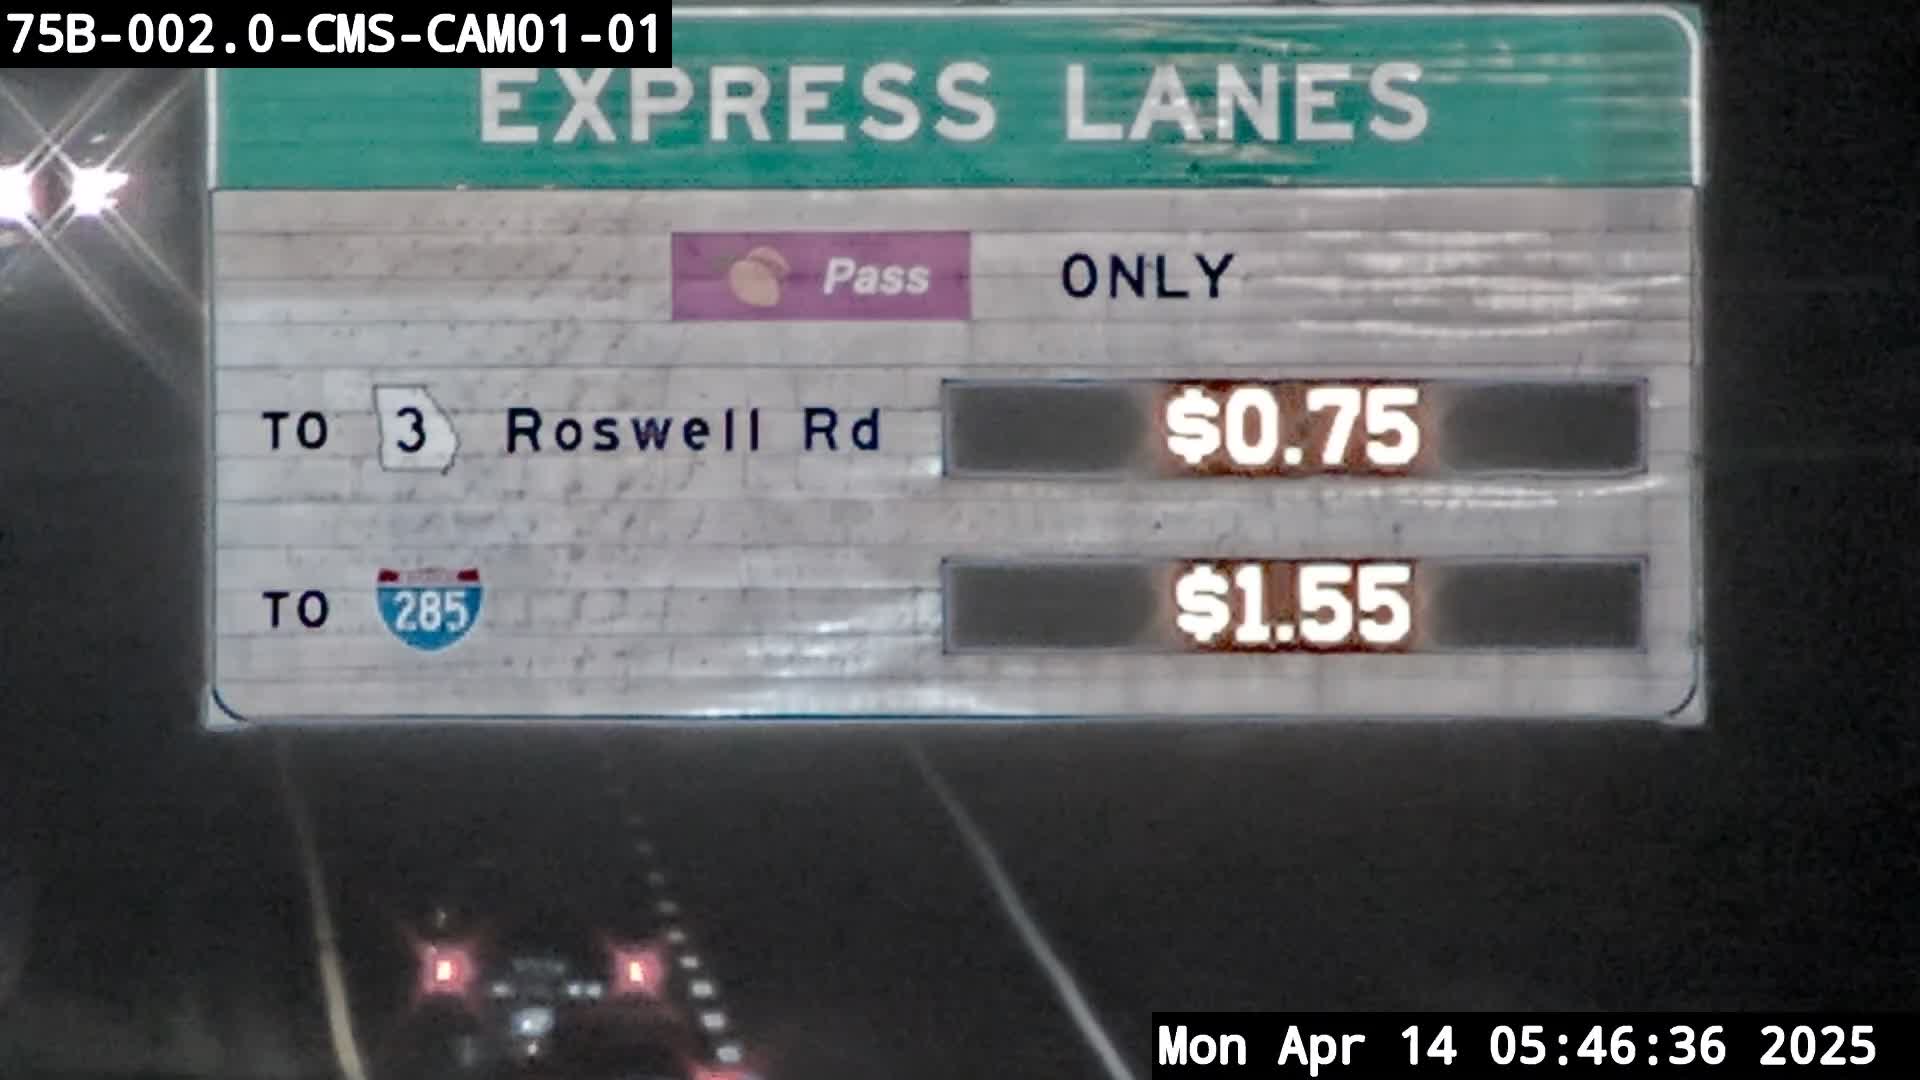 75B-002.0-CMS-CAM01-01
EXPRESS LANES
Pass ONLY
TO 3 Roswell Rd $0.75
TO 285 $1.55
Mon Apr 14 05:46:36 2025